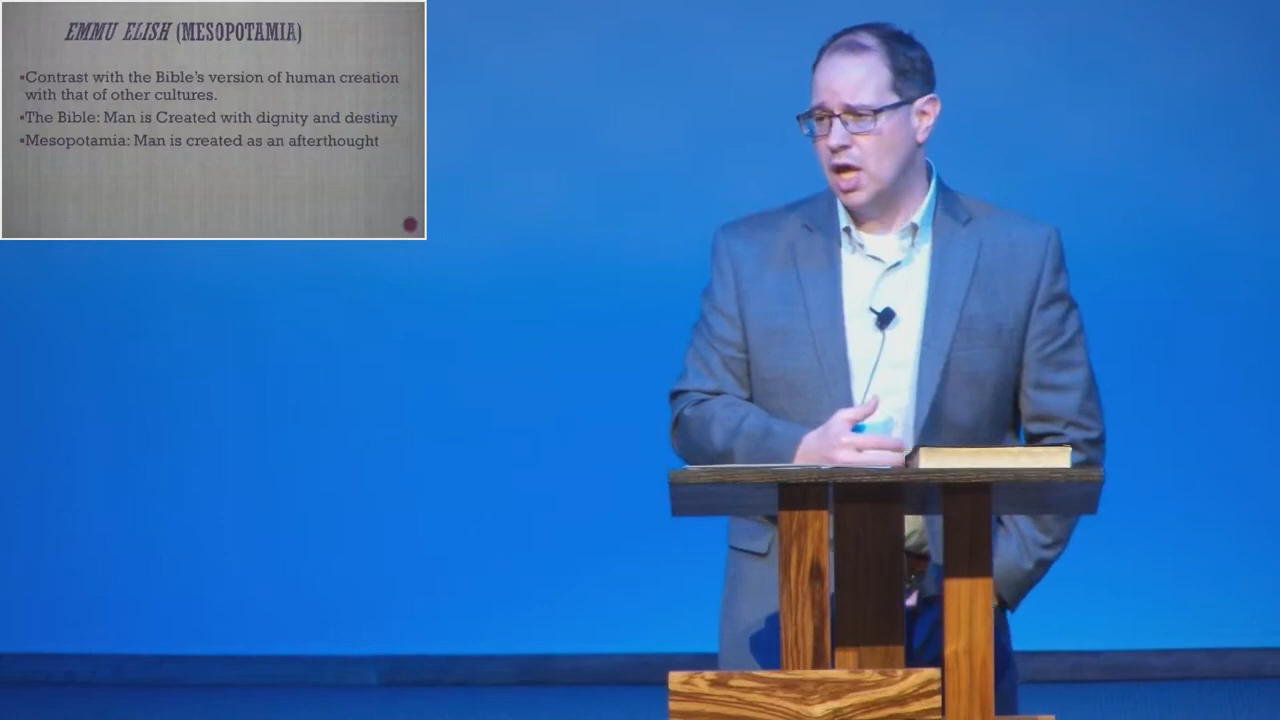 EMMU ELISH (MESOPOTAMIA)
▪Contrast with the Bible's version of human creation
with that of other cultures.
▪The Bible: Man is Created with dignity and destiny
▪Mesopotamia: Man is created as an afterthought